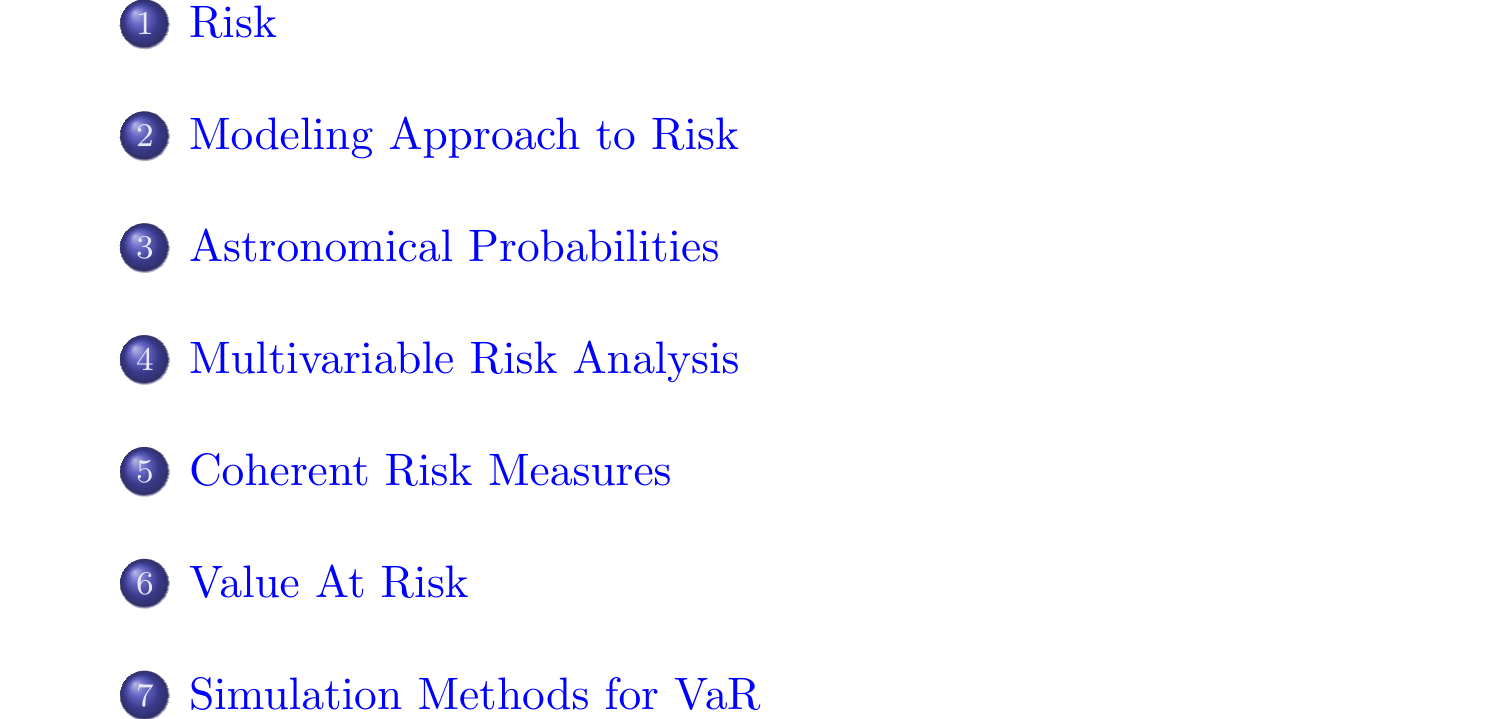 1 Risk
2 Modeling Approach to Risk
3 Astronomical Probabilities
4 Multivariable Risk Analysis
5 Coherent Risk Measures
6 Value At Risk
7 Simulation Methods for VaR